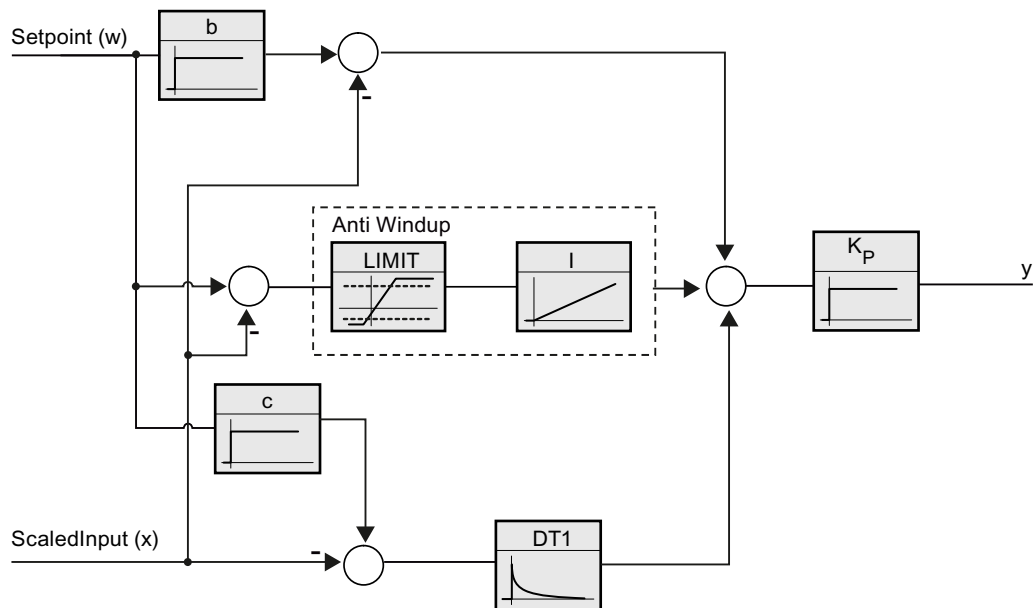 b
Setpoint (w)
-
Anti Windup
LIMIT
I
K_P
y
-
c
ScaledInput (x)
-
DT1